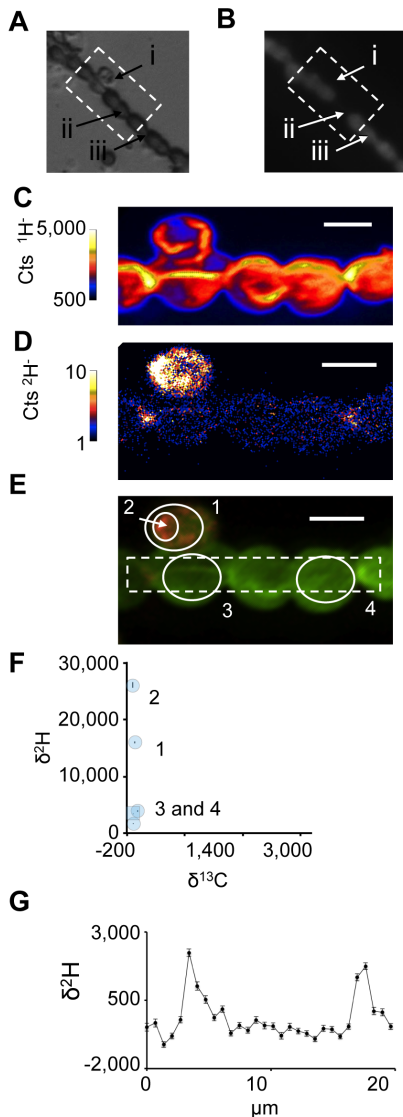 A
B
i
ii
iii
i
ii
iii
C
Cts ¹H-
5,000
500
D
Cts ²H-
10
1
E
2
1
3
4
F
δ²H
30,000
20,000
10,000
0
2
1
3 and 4
-200
1,400
3,000
δ¹³C
G
δ²H
3,000
500
-2,000
0
10
20
µm